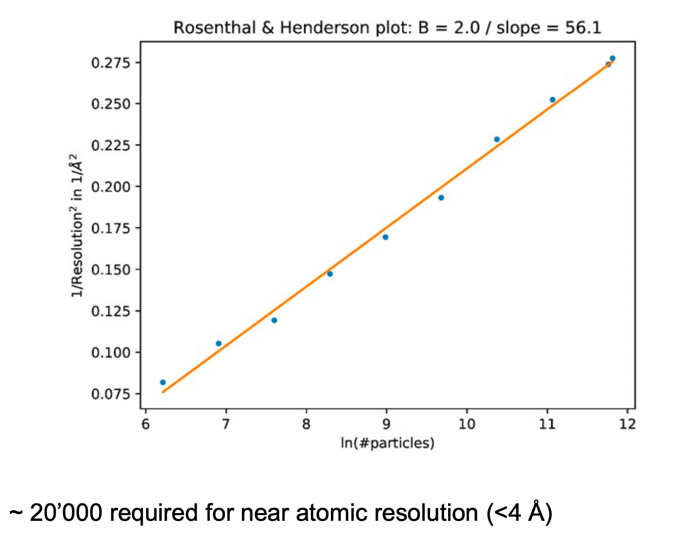 Rosenthal & Henderson plot: B = 2.0 / slope = 56.1
0.275
0.250
0.225
0.200
0.175
0.150
0.125
0.100
0.075
1/Resolution² in 1/Å²
6 7 8 9 10 11 12
ln(#particles)
~ 20’000 required for near atomic resolution (<4 Å)